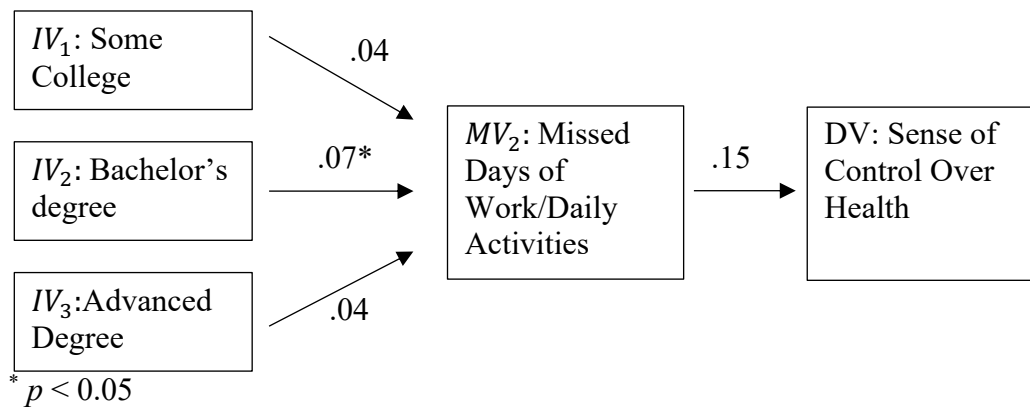 IV₁: Some
College
.04
IV₂: Bachelor's
degree
.07*
MV₂: Missed
Days of
Work/Daily
Activities
.15
DV: Sense of
Control Over
Health
IV₃:Advanced
Degree
.04
* p < 0.05